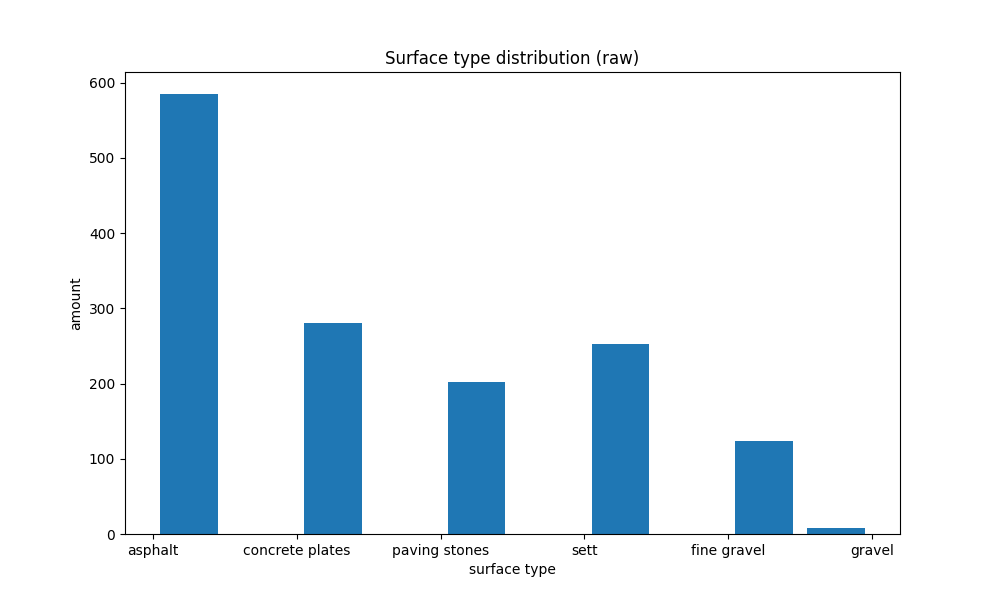 Surface type distribution (raw)
600
500
400
300
200
100
0
amount
asphalt concrete plates paving stones sett fine gravel gravel
surface type